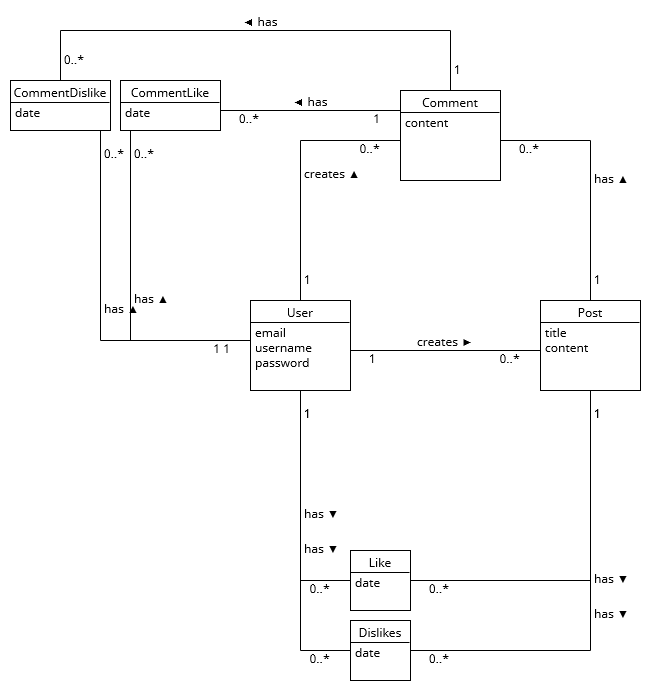 ◄ has
0..*
1
CommentDislike
date
CommentLike
date
◄ has
0..*
1
Comment
content
0..*
0..*
0..*
0..*
creates ▲
has ▲
1
1
has ▲
has ▲
1 1
User
email
username
password
creates ►
1
0..*
Post
title
content
1
1
has ▼
has ▼
Like
date
0..*
0..*
has ▼
has ▼
Dislikes
date
0..*
0..*